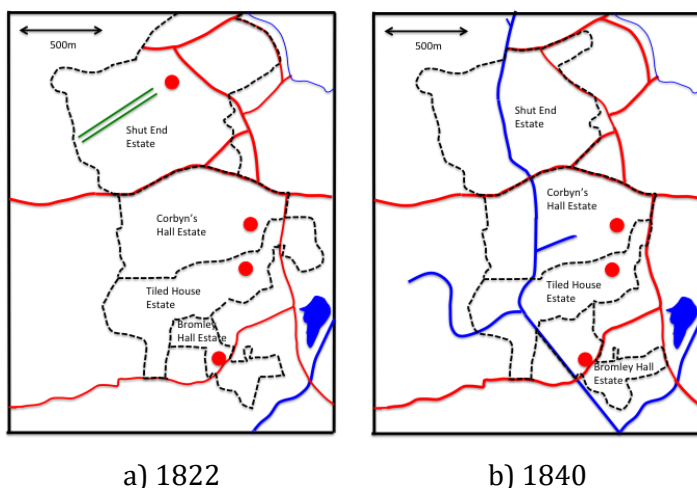 500m
Shut End
Estate
Corbyn's
Hall Estate
Tiled House
Estate
Bromley
Hall Estate
a) 1822
500m
Shut End
Estate
Corbyn's
Hall Estate
Tiled House
Estate
Bromley Hall
Estate
b) 1840